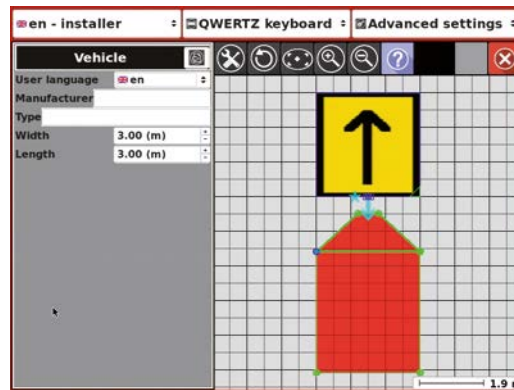 en - installer
QWERTZ keyboard
Advanced settings
Vehicle
User language en
Manufacturer
Type
Width 3.00 (m)
Length 3.00 (m)
?
1.9